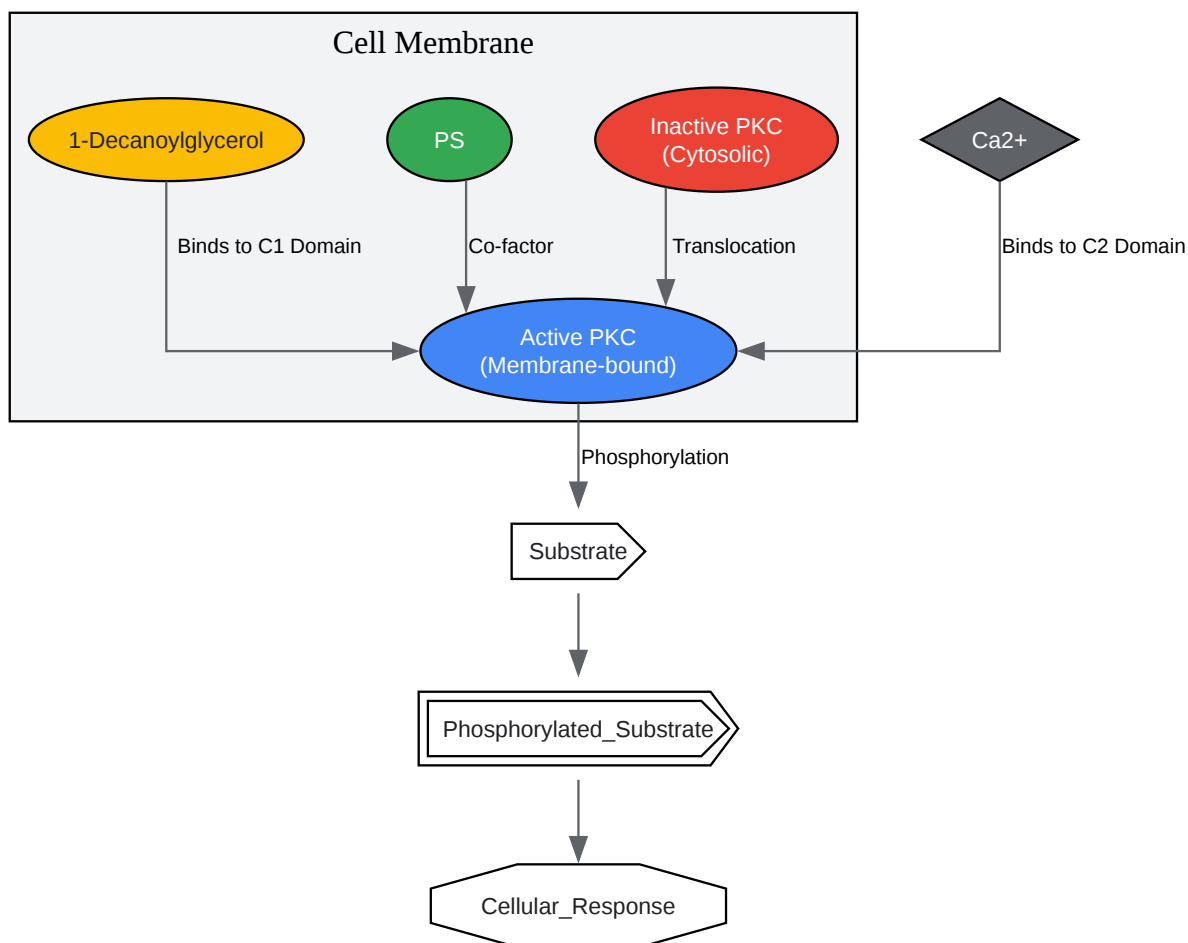 Cell Membrane
1-Decanoylglycerol
PS
Inactive PKC
(Cytosolic)
Ca2+
Binds to C1 Domain
Co-factor
Translocation
Binds to C2 Domain
Active PKC
(Membrane-bound)
Phosphorylation
Substrate
Phosphorylated_Substrate
Cellular_Response